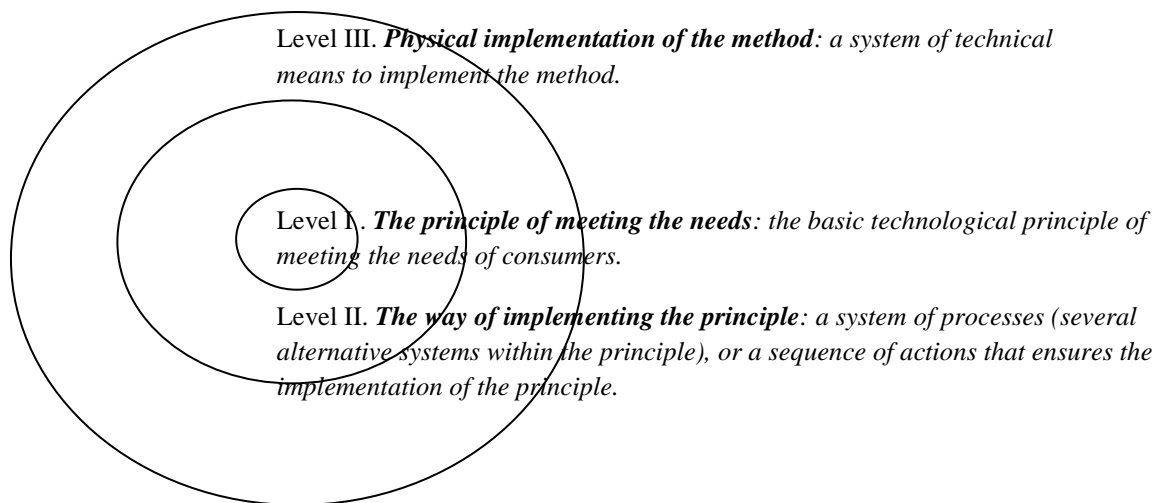 Level III. Physical implementation of the method: a system of technical
means to implement the method.
Level I . The principle of meeting the needs: the basic technological principle of
meeting the needs of consumers.
Level II. The way of implementing the principle: a system of processes (several
alternative systems within the principle), or a sequence of actions that ensures the
implementation of the principle.